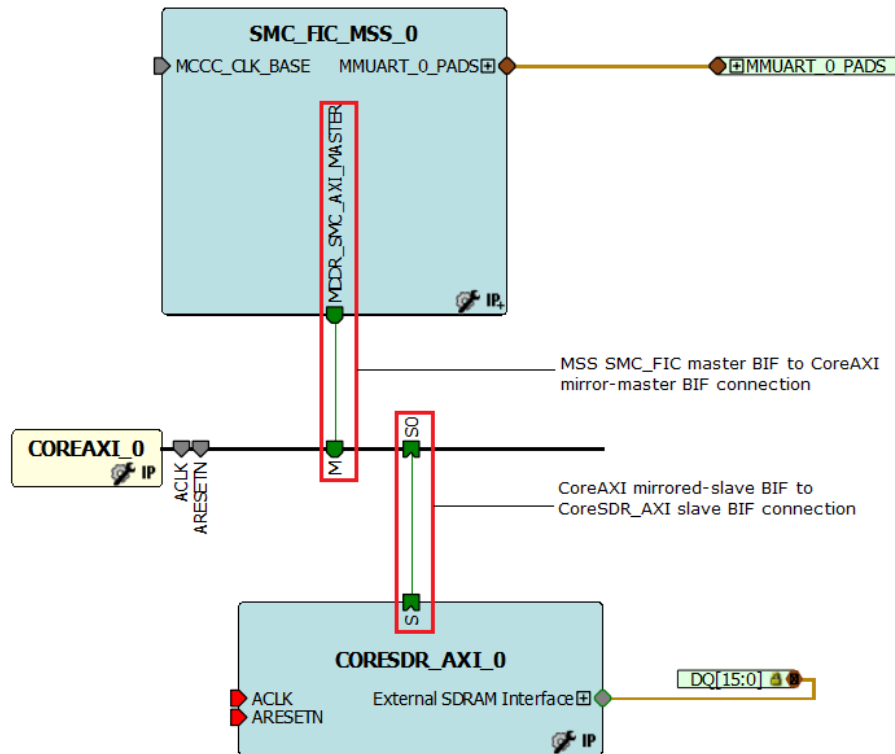 SMC_FIC_MSS_0
MCCC_CLK_BASE
MMUART_0_PADS
MMUART_0_PADS
MDDR_SMC_AXI_MASTER
IP+
MSS SMC_FIC master BIF to CoreAXI
mirror-master BIF connection
COREAXI_0
IP
ACLK
ARESETN
M
S0
CoreAXI mirrored-slave BIF to
CoreSDR_AXI slave BIF connection
S
CORESDR_AXI_0
ACLK
ARESETN
External SDRAM Interface
DQ[15:0]
IP